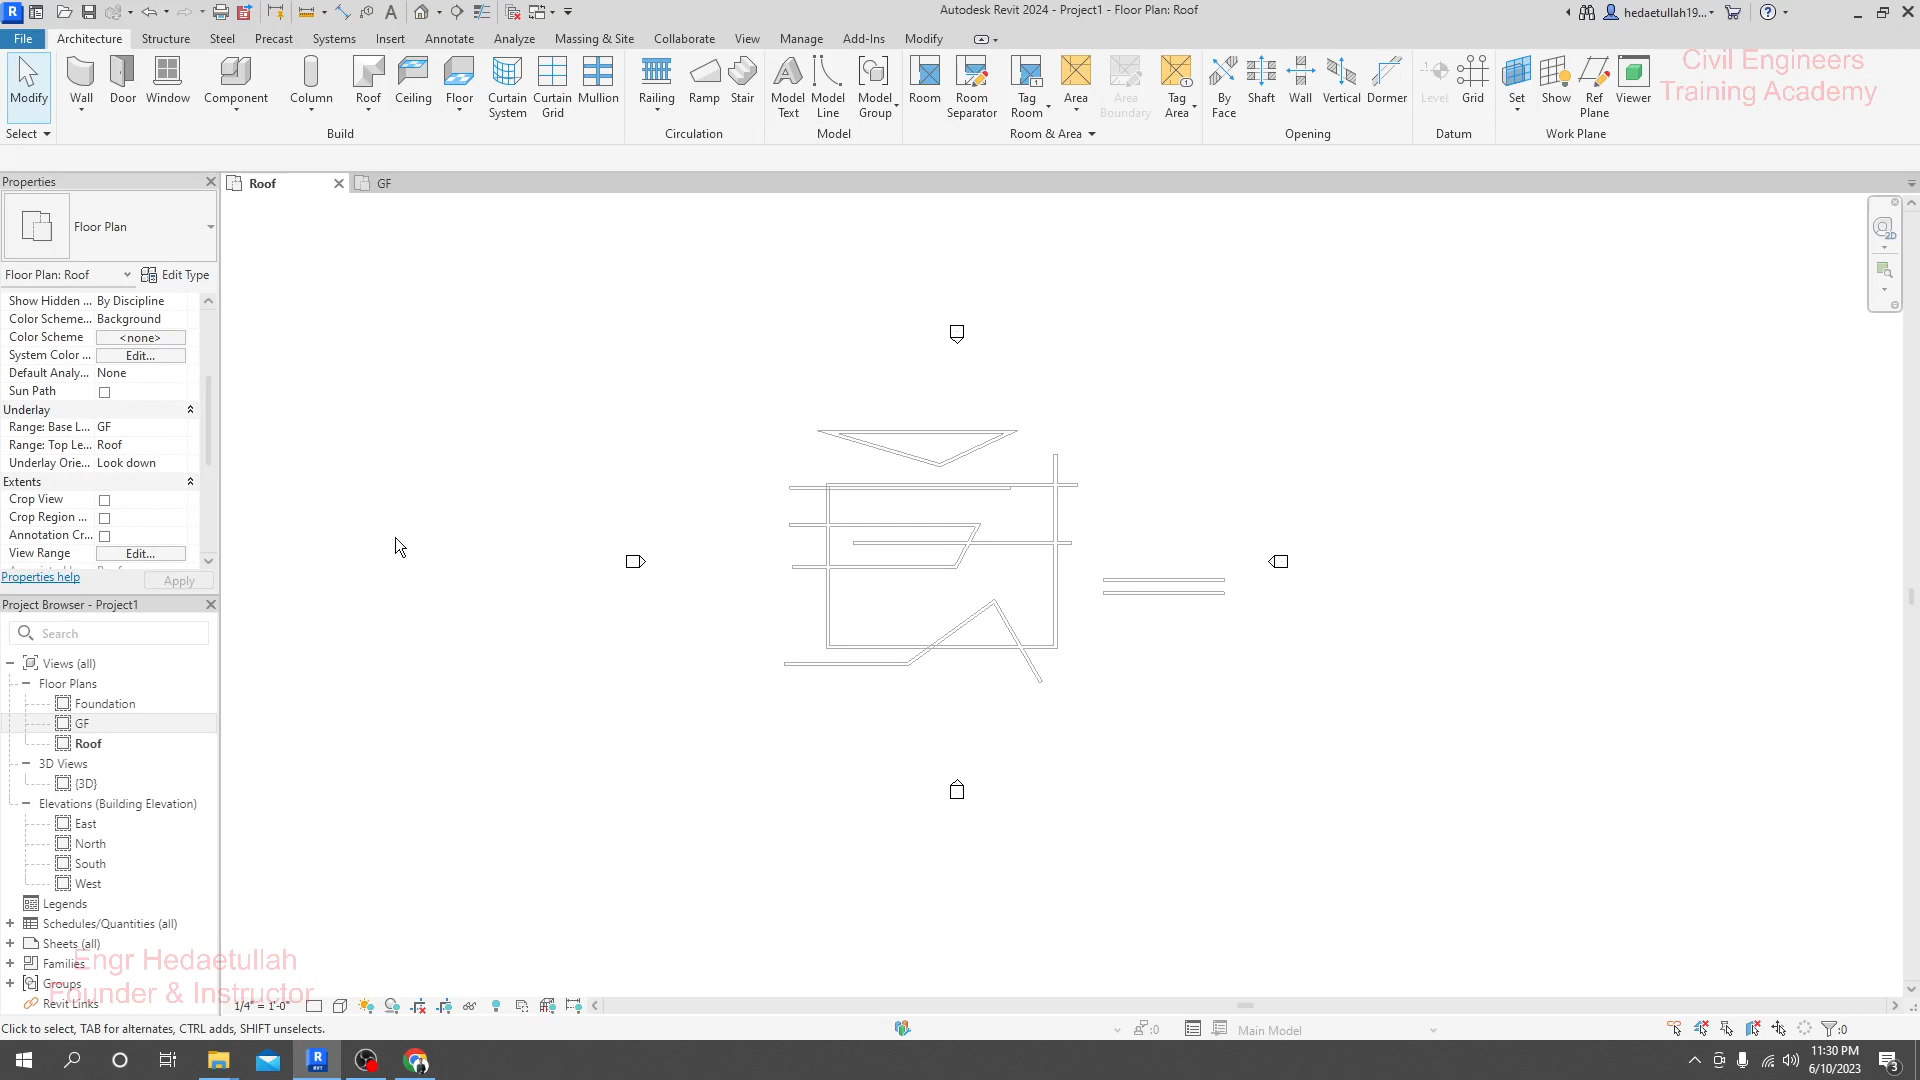 Autodesk Revit 2024 - Project1 - Floor Plan: Roof
hedaetullah19...
File Architecture Structure Steel Precast Systems Insert Annotate Analyze Massing & Site Collaborate View Manage Add-Ins Modify
Modify Wall Door Window Component Column Roof Ceiling Floor Curtain System Curtain Grid Mullion Railing Ramp Stair Model Text Model Line Model Group Room Room Separator Tag Room Area Area Boundary Tag Area By Face Shaft Wall Vertical Dormer Level Grid Set Show Ref Plane Viewer
Civil Engineers
Training Academy
Select Build Circulation Model Room & Area Opening Datum Work Plane
Properties
Roof
GF
Floor Plan
Floor Plan: Roof Edit Type
Show Hidden ... By Discipline
Color Scheme... Background
Color Scheme <none>
System Color ... Edit...
Default Analy... None
Sun Path
Underlay
Range: Base L... GF
Range: Top Le... Roof
Underlay Orie... Look down
Extents
Crop View
Crop Region ...
Annotation Cr...
View Range Edit...
Properties help Apply
Project Browser - Project1
Search
Views (all)
Floor Plans
Foundation
GF
Roof
3D Views
{3D}
Elevations (Building Elevation)
East
North
South
West
Legends
Schedules/Quantities (all)
Sheets (all)
Families
Groups
Revit Links
Engr Hedaetullah
Founder & Instructor
1/4" = 1'-0"
Click to select, TAB for alternates, CTRL adds, SHIFT unselects.
:0
Main Model
:0
11:30 PM
6/10/2023
3